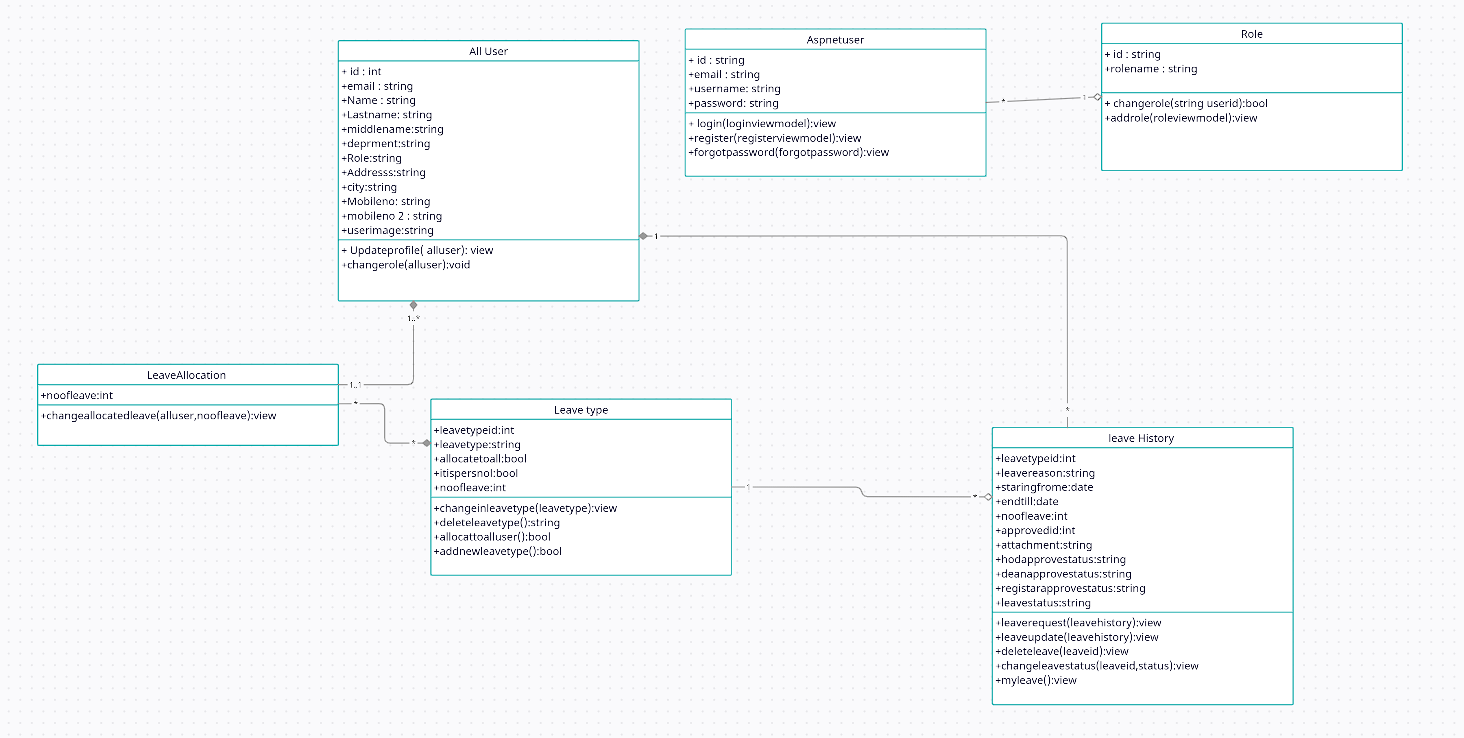 All User
+ id : int
+email : string
+Name : string
+Lastname: string
+middlename:string
+deprment:string
+Role:string
+Addresss:string
+city:string
+Mobileno: string
+mobileno 2 : string
+userimage:string
+ Updateprofile( alluser): view
+changerole(alluser):void
Aspnetuser
+ id : string
+email : string
+username: string
+password: string
+ login(loginviewmodel):view
+register(registerviewmodel):view
+forgotpassword(forgotpassword):view
*
1
Role
+ id : string
+rolename : string
+ changerole(string userid):bool
+addrole(roleviewmodel):view
1
*
1..*
1..1
LeaveAllocation
+noofleave:int
+changeallocatedleave(alluser,noofleave):view
*
*
Leave type
+leavetypeid:int
+leavetype:string
+allocatetoall:bool
+itispersnol:bool
+noofleave:int
+changeinleavetype(leavetype):view
+deleteleavetype():string
+allocattoalluser():bool
+addnewleavetype():bool
1
*
leave History
+leavetypeid:int
+leavereason:string
+staringfrome:date
+endtill:date
+noofleave:int
+approvedid:int
+attachment:string
+hodapprovestatus:string
+deanapprovestatus:string
+registarapprovestatus:string
+leavestatus:string
+leaverequest(leavehistory):view
+leaveupdate(leavehistory):view
+deleteleave(leaveid):view
+changeleavestatus(leaveid,status):view
+myleave():view